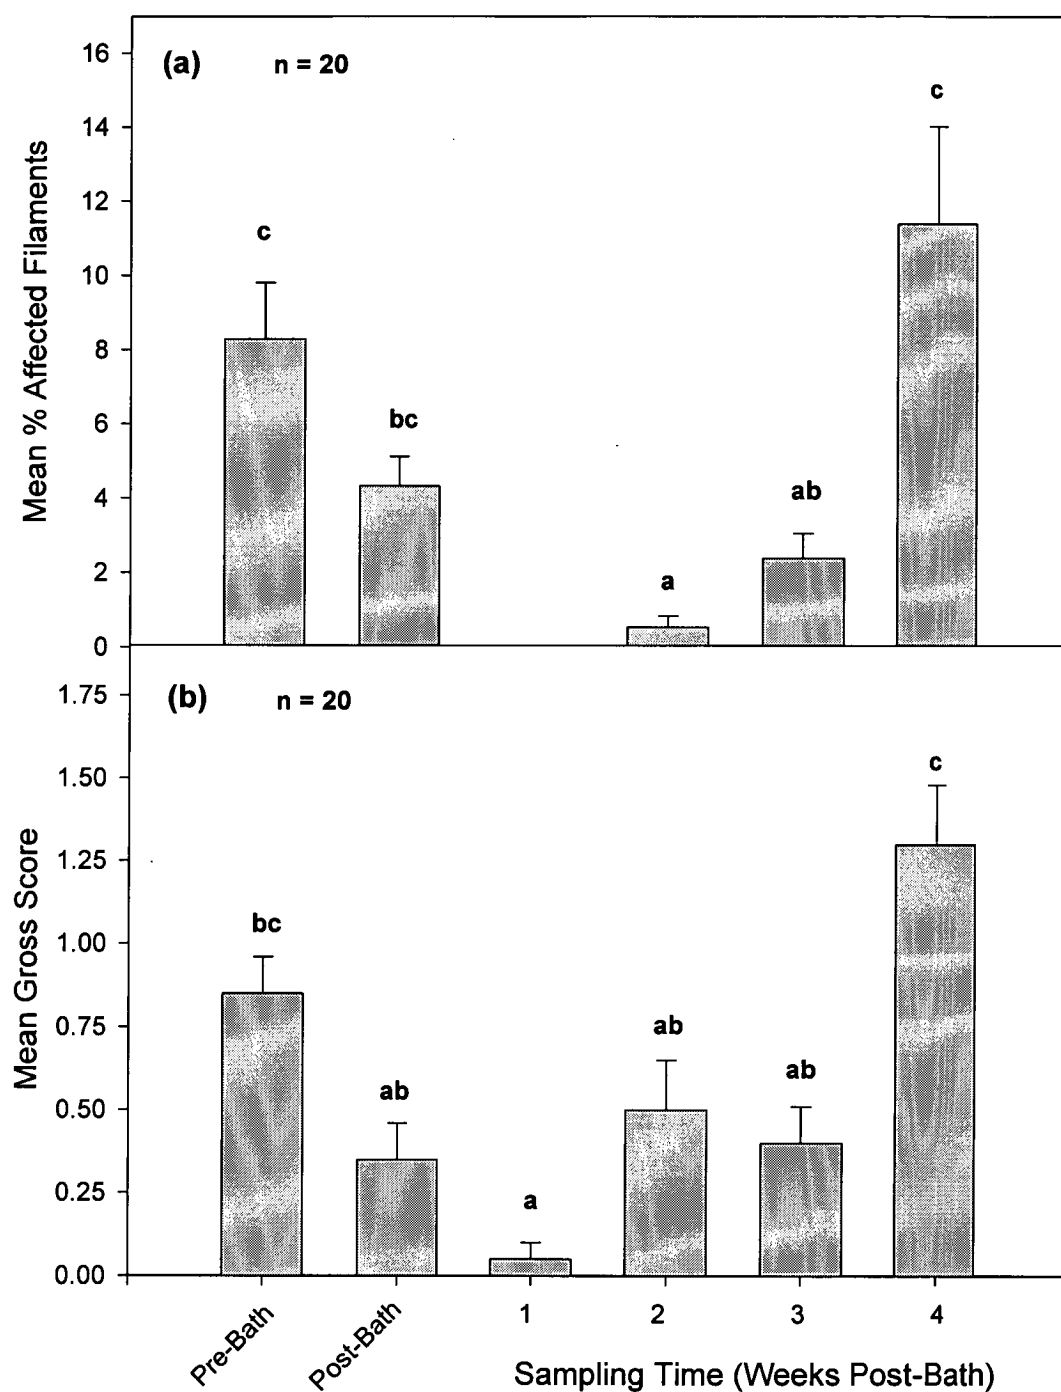 (a) n = 20
Mean % Affected Filaments
16
14
12
10
8
6
4
2
0
c
bc
a
ab
c
(b) n = 20
Mean Gross Score
1.75
1.50
1.25
1.00
0.75
0.50
0.25
0.00
bc
ab
a
ab
ab
c
Pre-Bath Post-Bath 1 2 3 4
Sampling Time (Weeks Post-Bath)